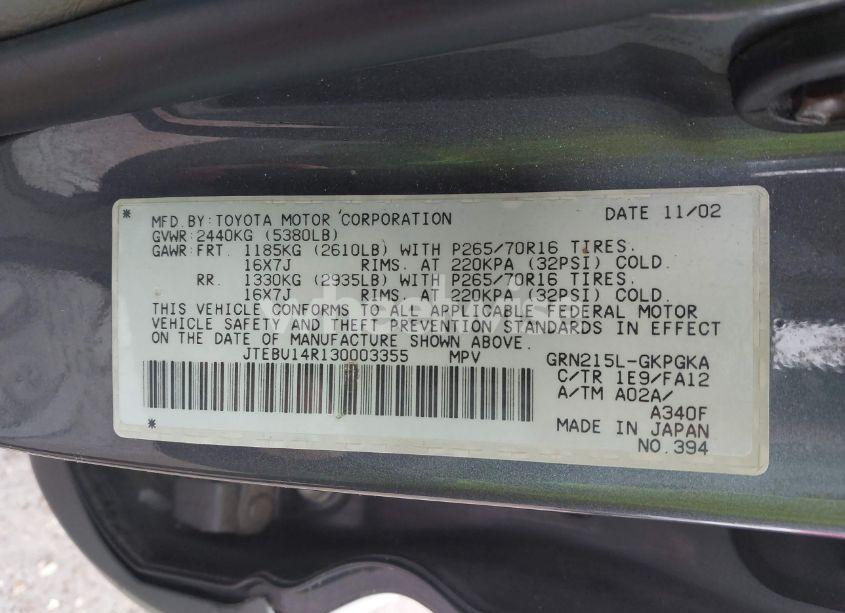 * MFD.BY:TOYOTA MOTOR CORPORATION DATE 11/02
GVWR:2440KG (5380LB)
GAWR:FRT. 1185KG (2610LB) WITH P265/70R16 TIRES.
16X7J RIMS. AT 220KPA (32PSI) COLD.
RR. 1330KG (2935LB) WITH P265/70R16 TIRES.
16X7J RIMS. AT 220KPA (32PSI) COLD.
THIS VEHICLE CONFORMS TO ALL APPLICABLE FEDERAL MOTOR
VEHICLE SAFETY AND THEFT PREVENTION STANDARDS IN EFFECT
ON THE DATE OF MANUFACTURE SHOWN ABOVE.
JTEBU14R130003355 MPV GRN215L-GKPGKA
C/TR 1E9/FA12
A/TM A02A/
A340F
* MADE IN JAPAN
NO.394